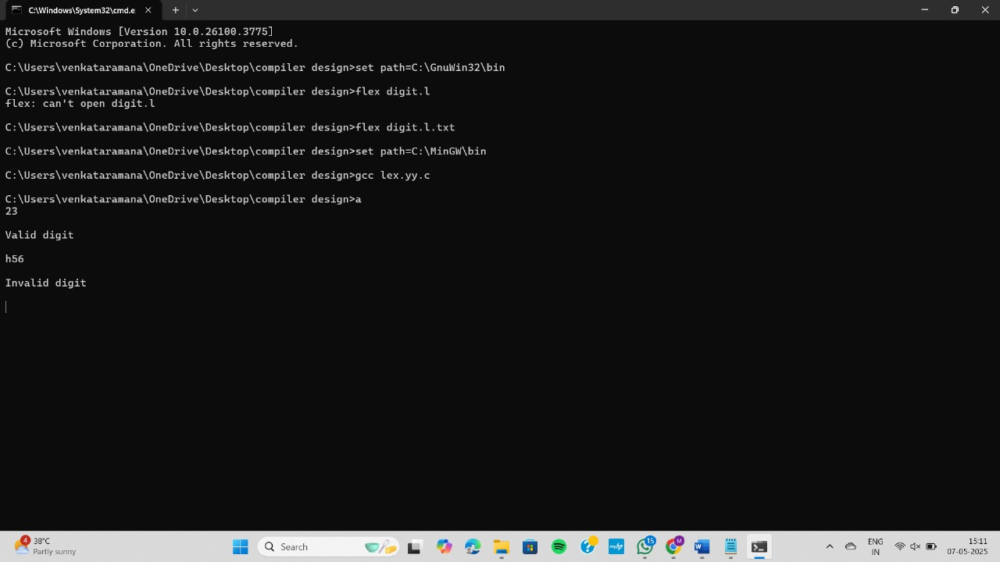 C:\Windows\System32\cmd.e
Microsoft Windows [Version 10.0.26100.3775]
(c) Microsoft Corporation. All rights reserved.
C:\Users\venkataramana\OneDrive\Desktop\compiler design>set path=C:\GnuWin32\bin
C:\Users\venkataramana\OneDrive\Desktop\compiler design>flex digit.l
flex: can't open digit.l
C:\Users\venkataramana\OneDrive\Desktop\compiler design>flex digit.l.txt
C:\Users\venkataramana\OneDrive\Desktop\compiler design>set path=C:\MinGW\bin
C:\Users\venkataramana\OneDrive\Desktop\compiler design>gcc lex.yy.c
C:\Users\venkataramana\OneDrive\Desktop\compiler design>a
23
Valid digit
h56
Invalid digit
4
38°C
Partly sunny
Search
myhp
15
M
W
ENG
IN
15:11
07-05-2025